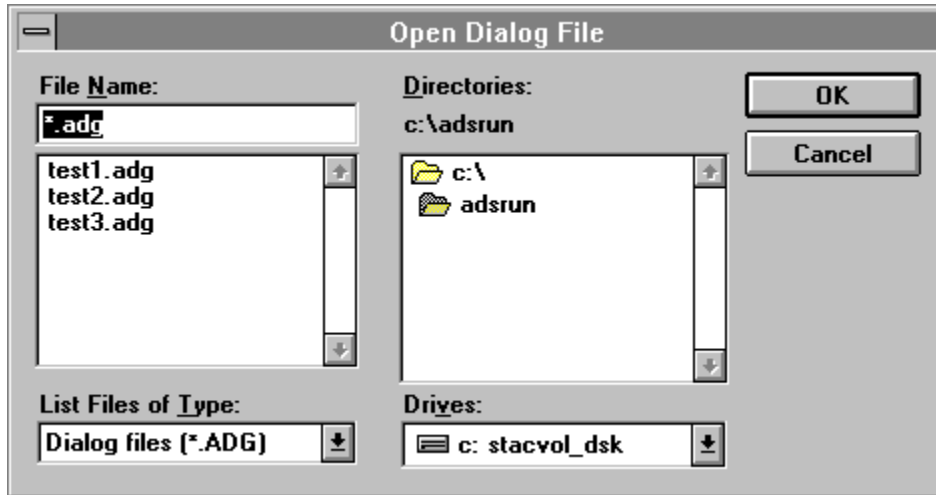 Open Dialog File
File Name:
*.adg
test1.adg
test2.adg
test3.adg
List Files of Type:
Dialog files (*.ADG)
Directories:
c:\adsrun
c:\
adsrun
Drives:
c: stacvol_dsk
OK
Cancel